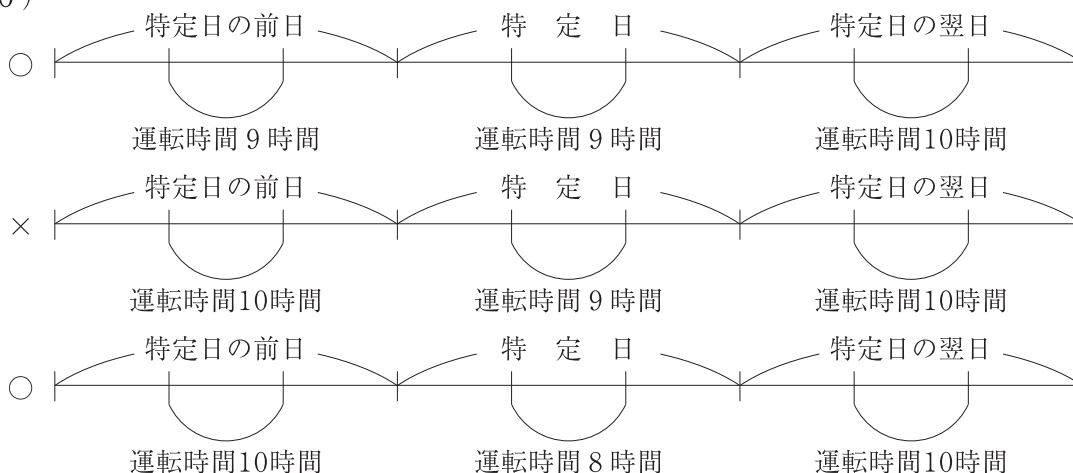 特定日の前日 特 定 日 特定日の翌日
○
運転時間9時間 運転時間9時間 運転時間10時間
特定日の前日 特 定 日 特定日の翌日
×
運転時間10時間 運転時間9時間 運転時間10時間
特定日の前日 特 定 日 特定日の翌日
○
運転時間10時間 運転時間8時間 運転時間10時間